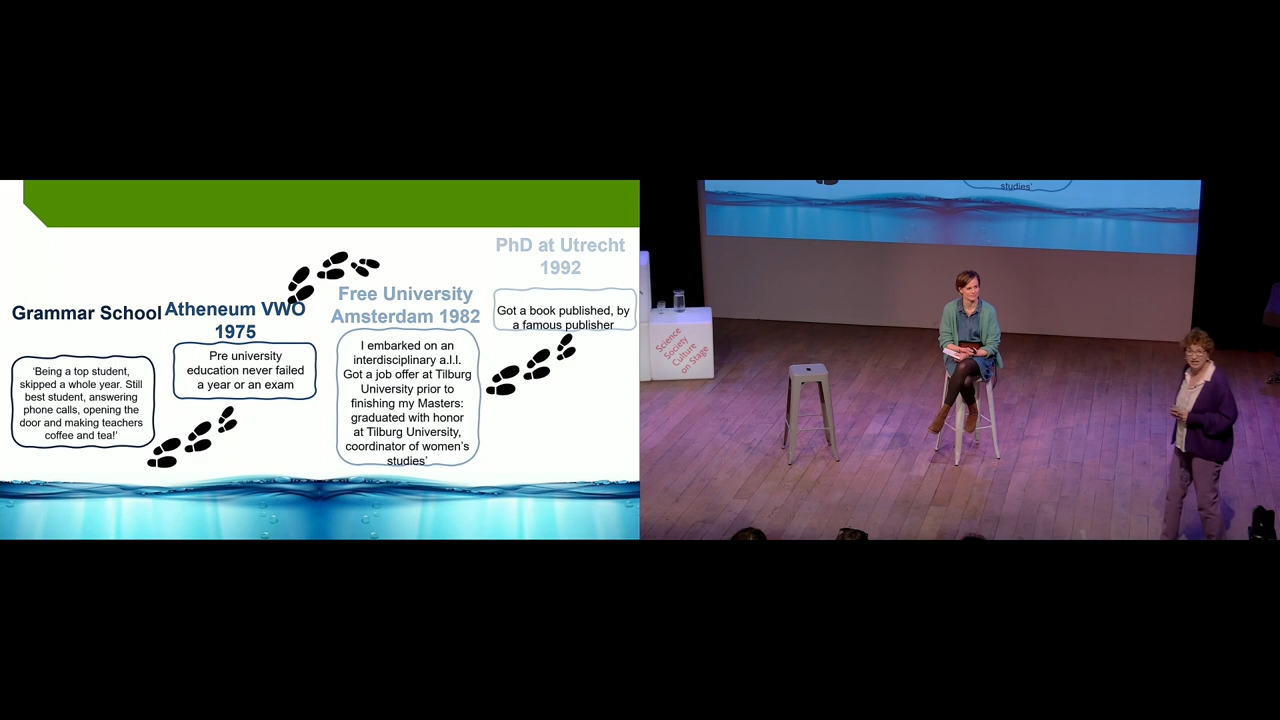 Grammar School
'Being a top student,
skipped a whole year. Still
best student, answering
phone calls, opening the
door and making teachers
coffee and tea!'
Atheneum VWO
1975
Pre university
education never failed
a year or an exam
Free University
Amsterdam 1982
I embarked on an
interdisciplinary a.l.l.
Got a job offer at Tilburg
University prior to
finishing my Masters:
graduated with honor
at Tilburg University,
coordinator of women's
studies'
PhD at Utrecht
1992
Got a book published, by
a famous publisher
studies'
Science
Society
Culture
on Stage